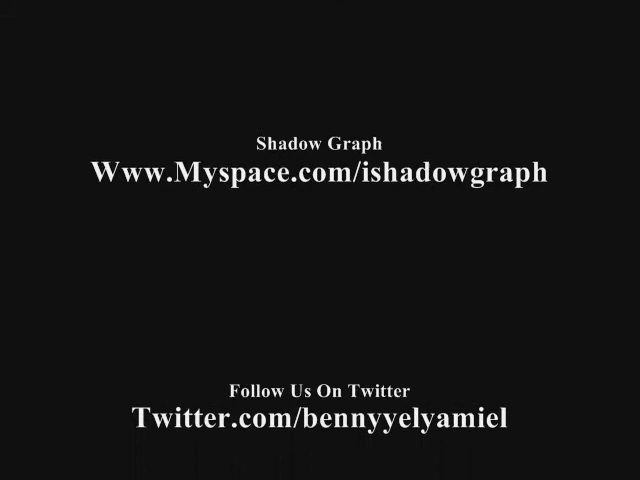 Shadow Graph
Www.Myspace.com/ishadowgraph
Follow Us On Twitter
Twitter.com/bennyyelyamiel